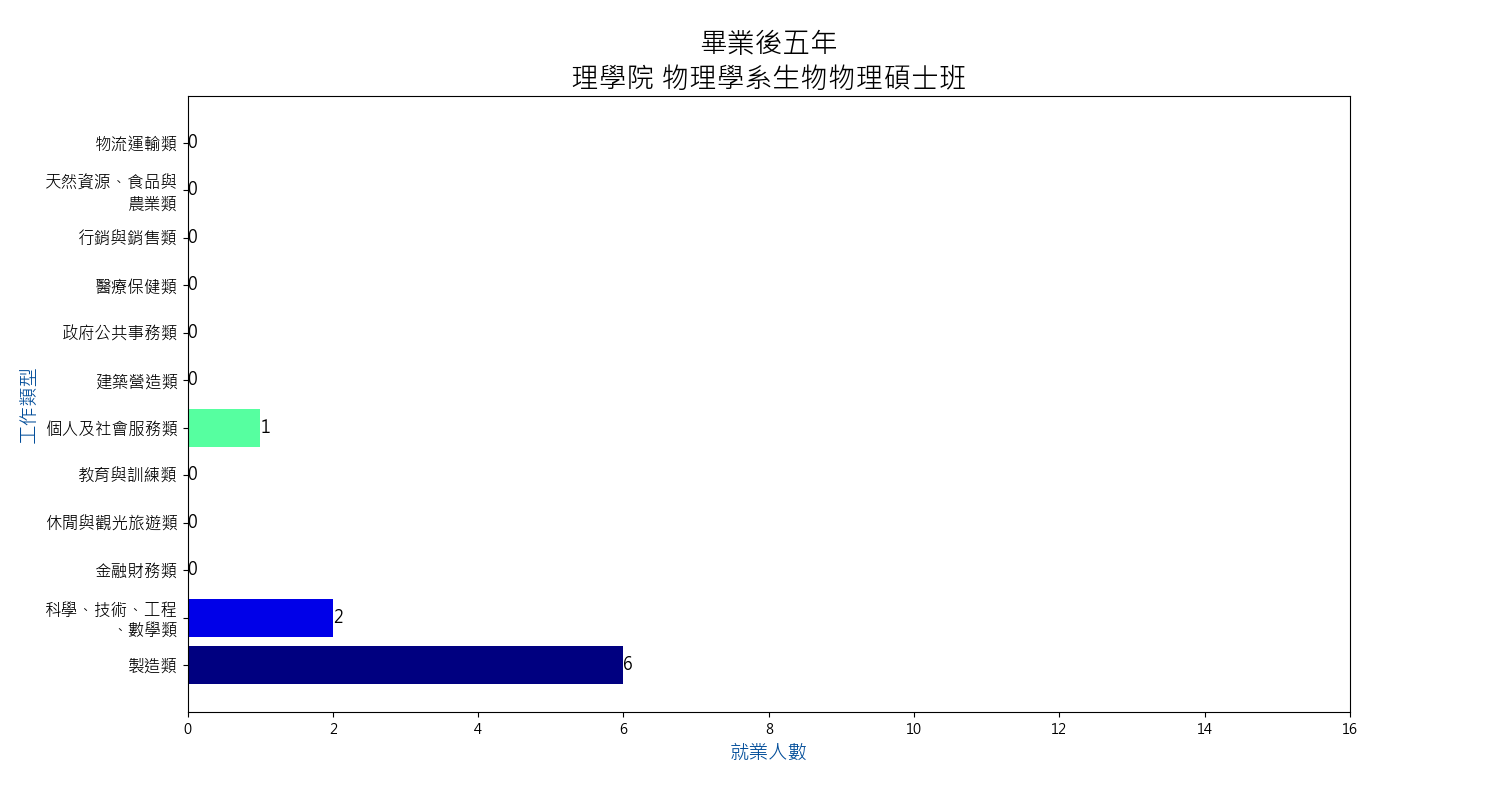 畢業後五年
理學院 物理學系生物物理碩士班
物流運輸類
0
天然資源、食品與
農業類
0
行銷與銷售類
0
醫療保健類
0
政府公共事務類
0
建築營造類
0
個人及社會服務類
1
教育與訓練類
0
休閒與觀光旅遊類
0
金融財務類
0
科學、技術、工程
、數學類
2
製造類
6
工作類型
0 2 4 6 8 10 12 14 16
就業人數